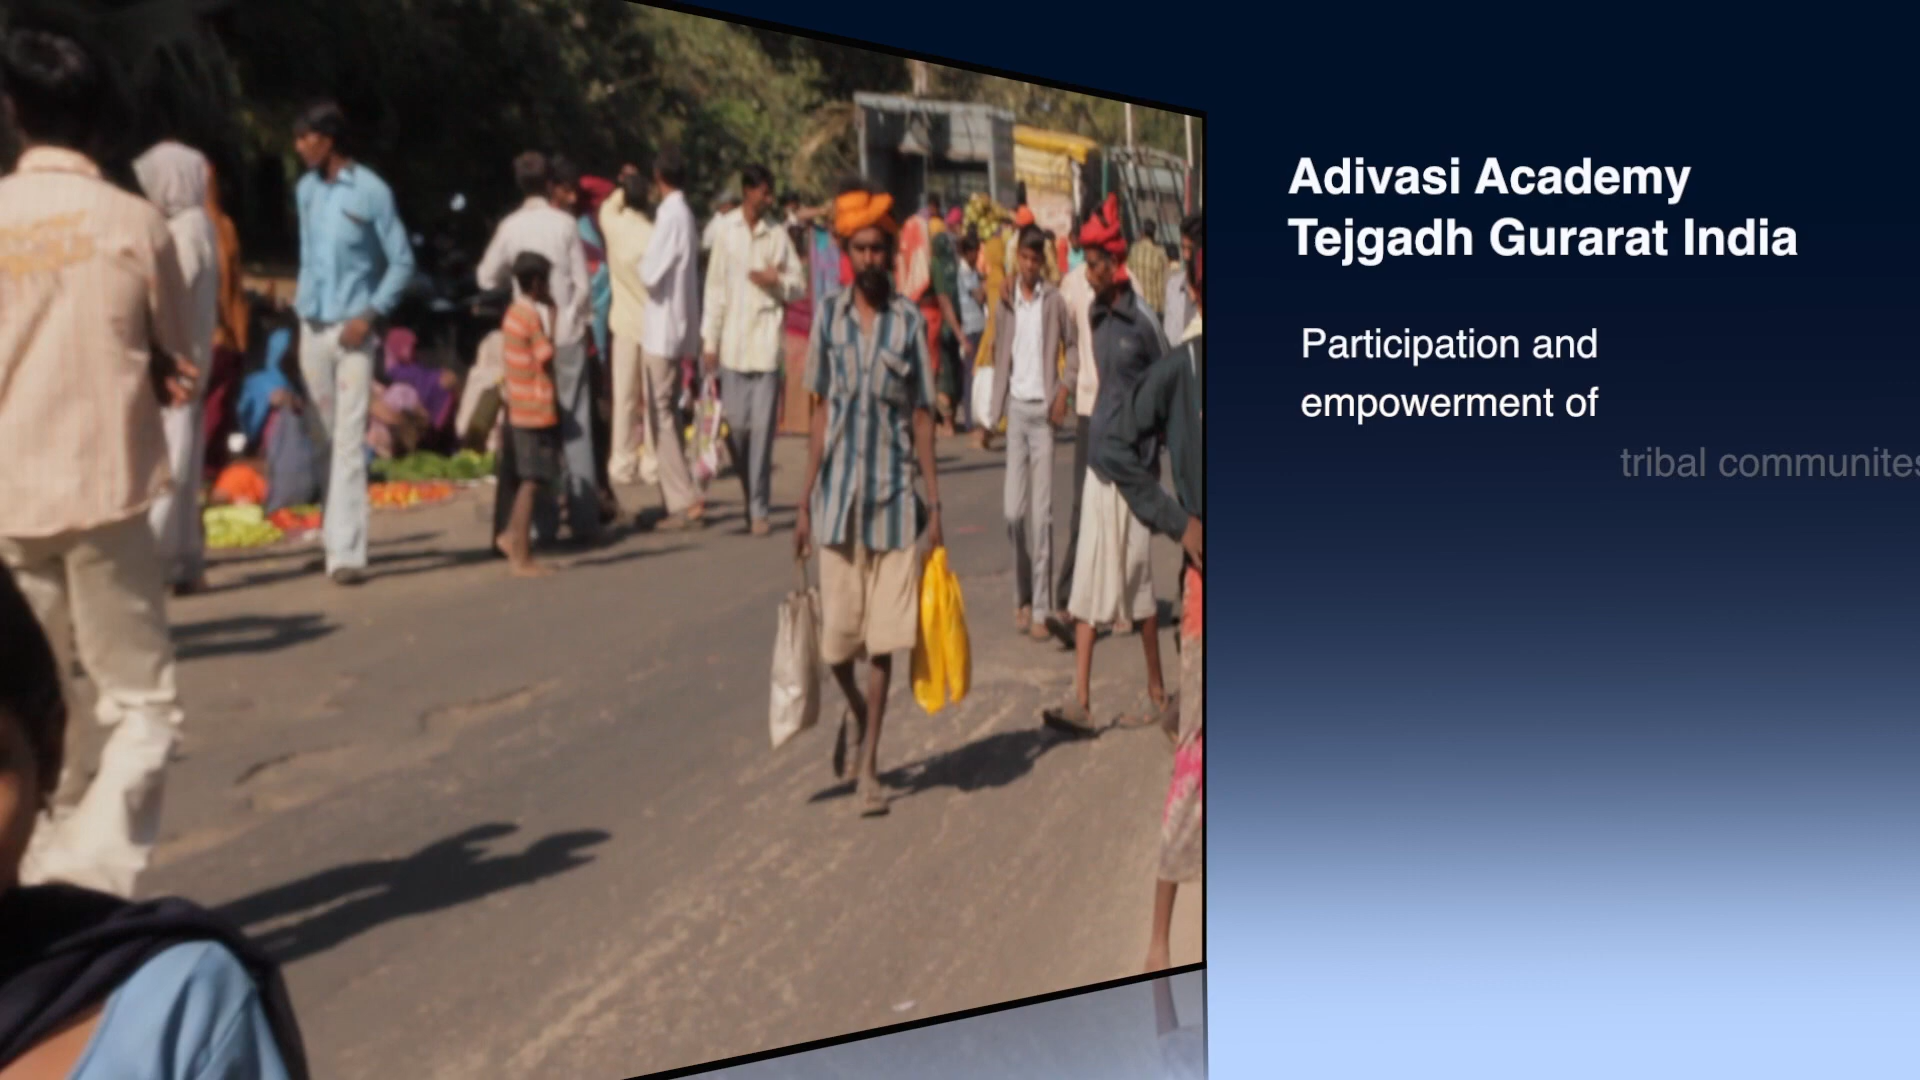 Adivasi Academy
Tejgadh Gurarat India
Participation and
empowerment of
tribal communites